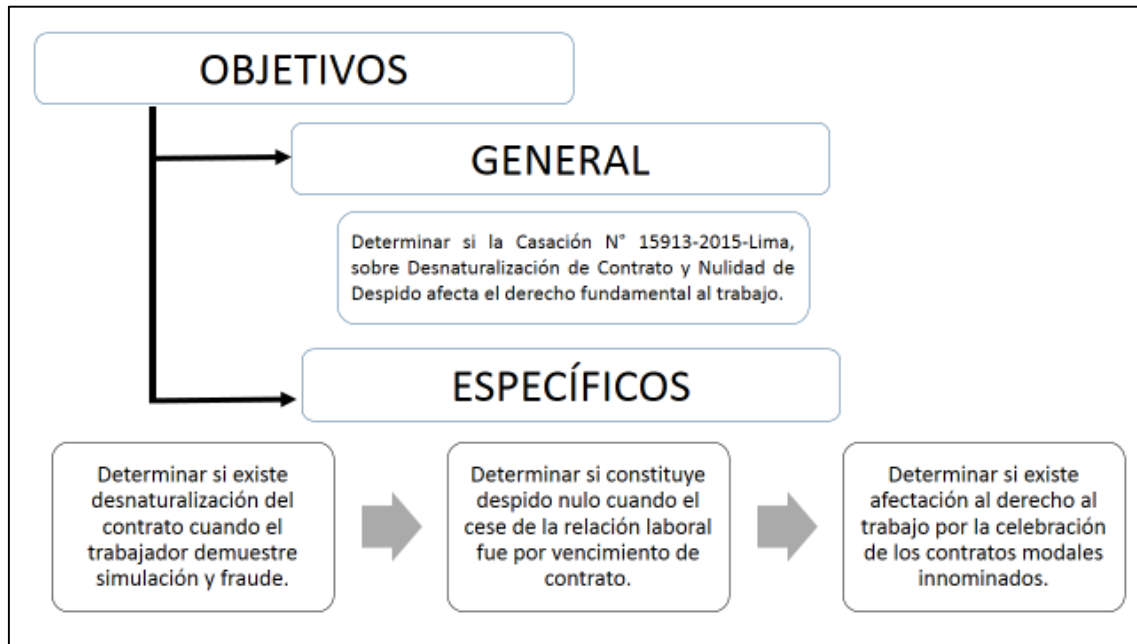 OBJETIVOS
GENERAL
Determinar si la Casación N° 15913-2015-Lima,
sobre Desnaturalización de Contrato y Nulidad de
Despido afecta el derecho fundamental al trabajo.
ESPECÍFICOS
Determinar si existe
desnaturalización del
contrato cuando el
trabajador demuestre
simulación y fraude.
Determinar si constituye
despido nulo cuando el
cese de la relación laboral
fue por vencimiento de
contrato.
Determinar si existe
afectación al derecho al
trabajo por la celebración
de los contratos modales
innominados.